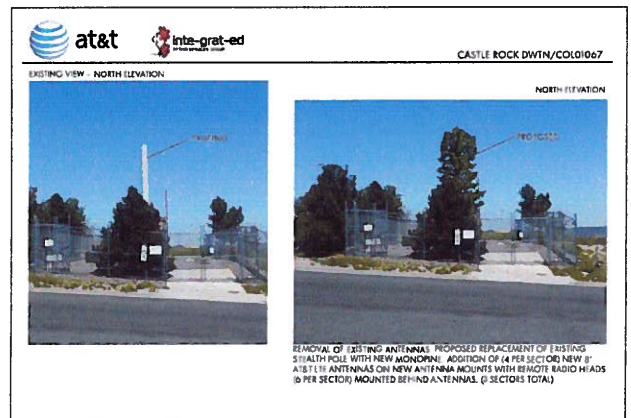 at&t
inte-grat-ed
CASTLE ROCK DWTN/COL01067
EXISTING VIEW - NORTH ELEVATION
NORTH ELEVATION
EXISTING
PROPOSED
REMOVAL OF EXISTING ANTENNAS. PROPOSED REPLACEMENT OF EXISTING
STEALTH POLE WITH NEW MONOPINE. ADDITION OF (4 PER SECTOR) NEW 8'
AT&T LTE ANTENNAS ON NEW ANTENNA MOUNTS WITH REMOTE RADIO HEADS
(6 PER SECTOR) MOUNTED BEHIND ANTENNAS. (3 SECTORS TOTAL)